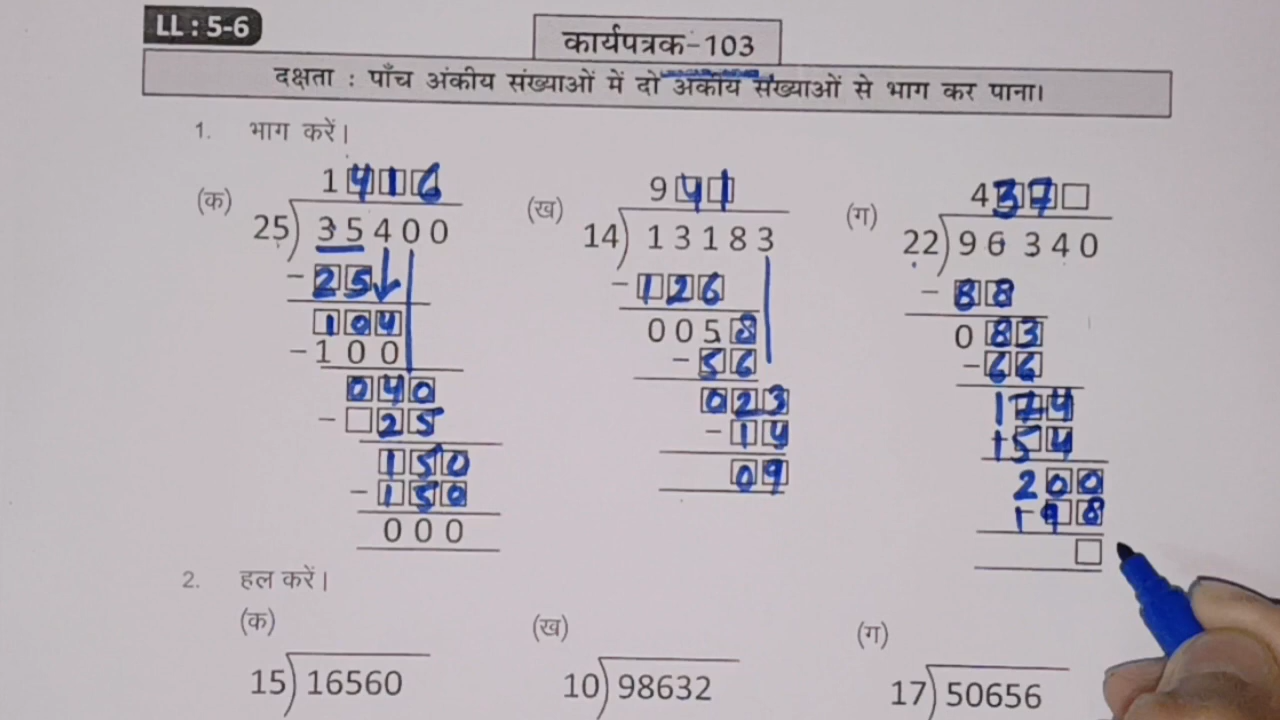 LL : 5-6
कार्यपत्रक-103
दक्षता : पाँच अंकीय संख्याओं में दो अंकीय संख्याओं से भाग कर पाना।
1. भाग करें।
(क)
1416
25)35400
- 25
104
- 100
040
- 25
150
- 150
000
(ख)
941
14)13183
- 126
0058
- 56
023
- 14
09
(ग)
437
22)96340
- 88
083
- 66
174
- 154
200
- 198
2. हल करें।
(क) (ख) (ग)
15)16560 10)98632 17)50656